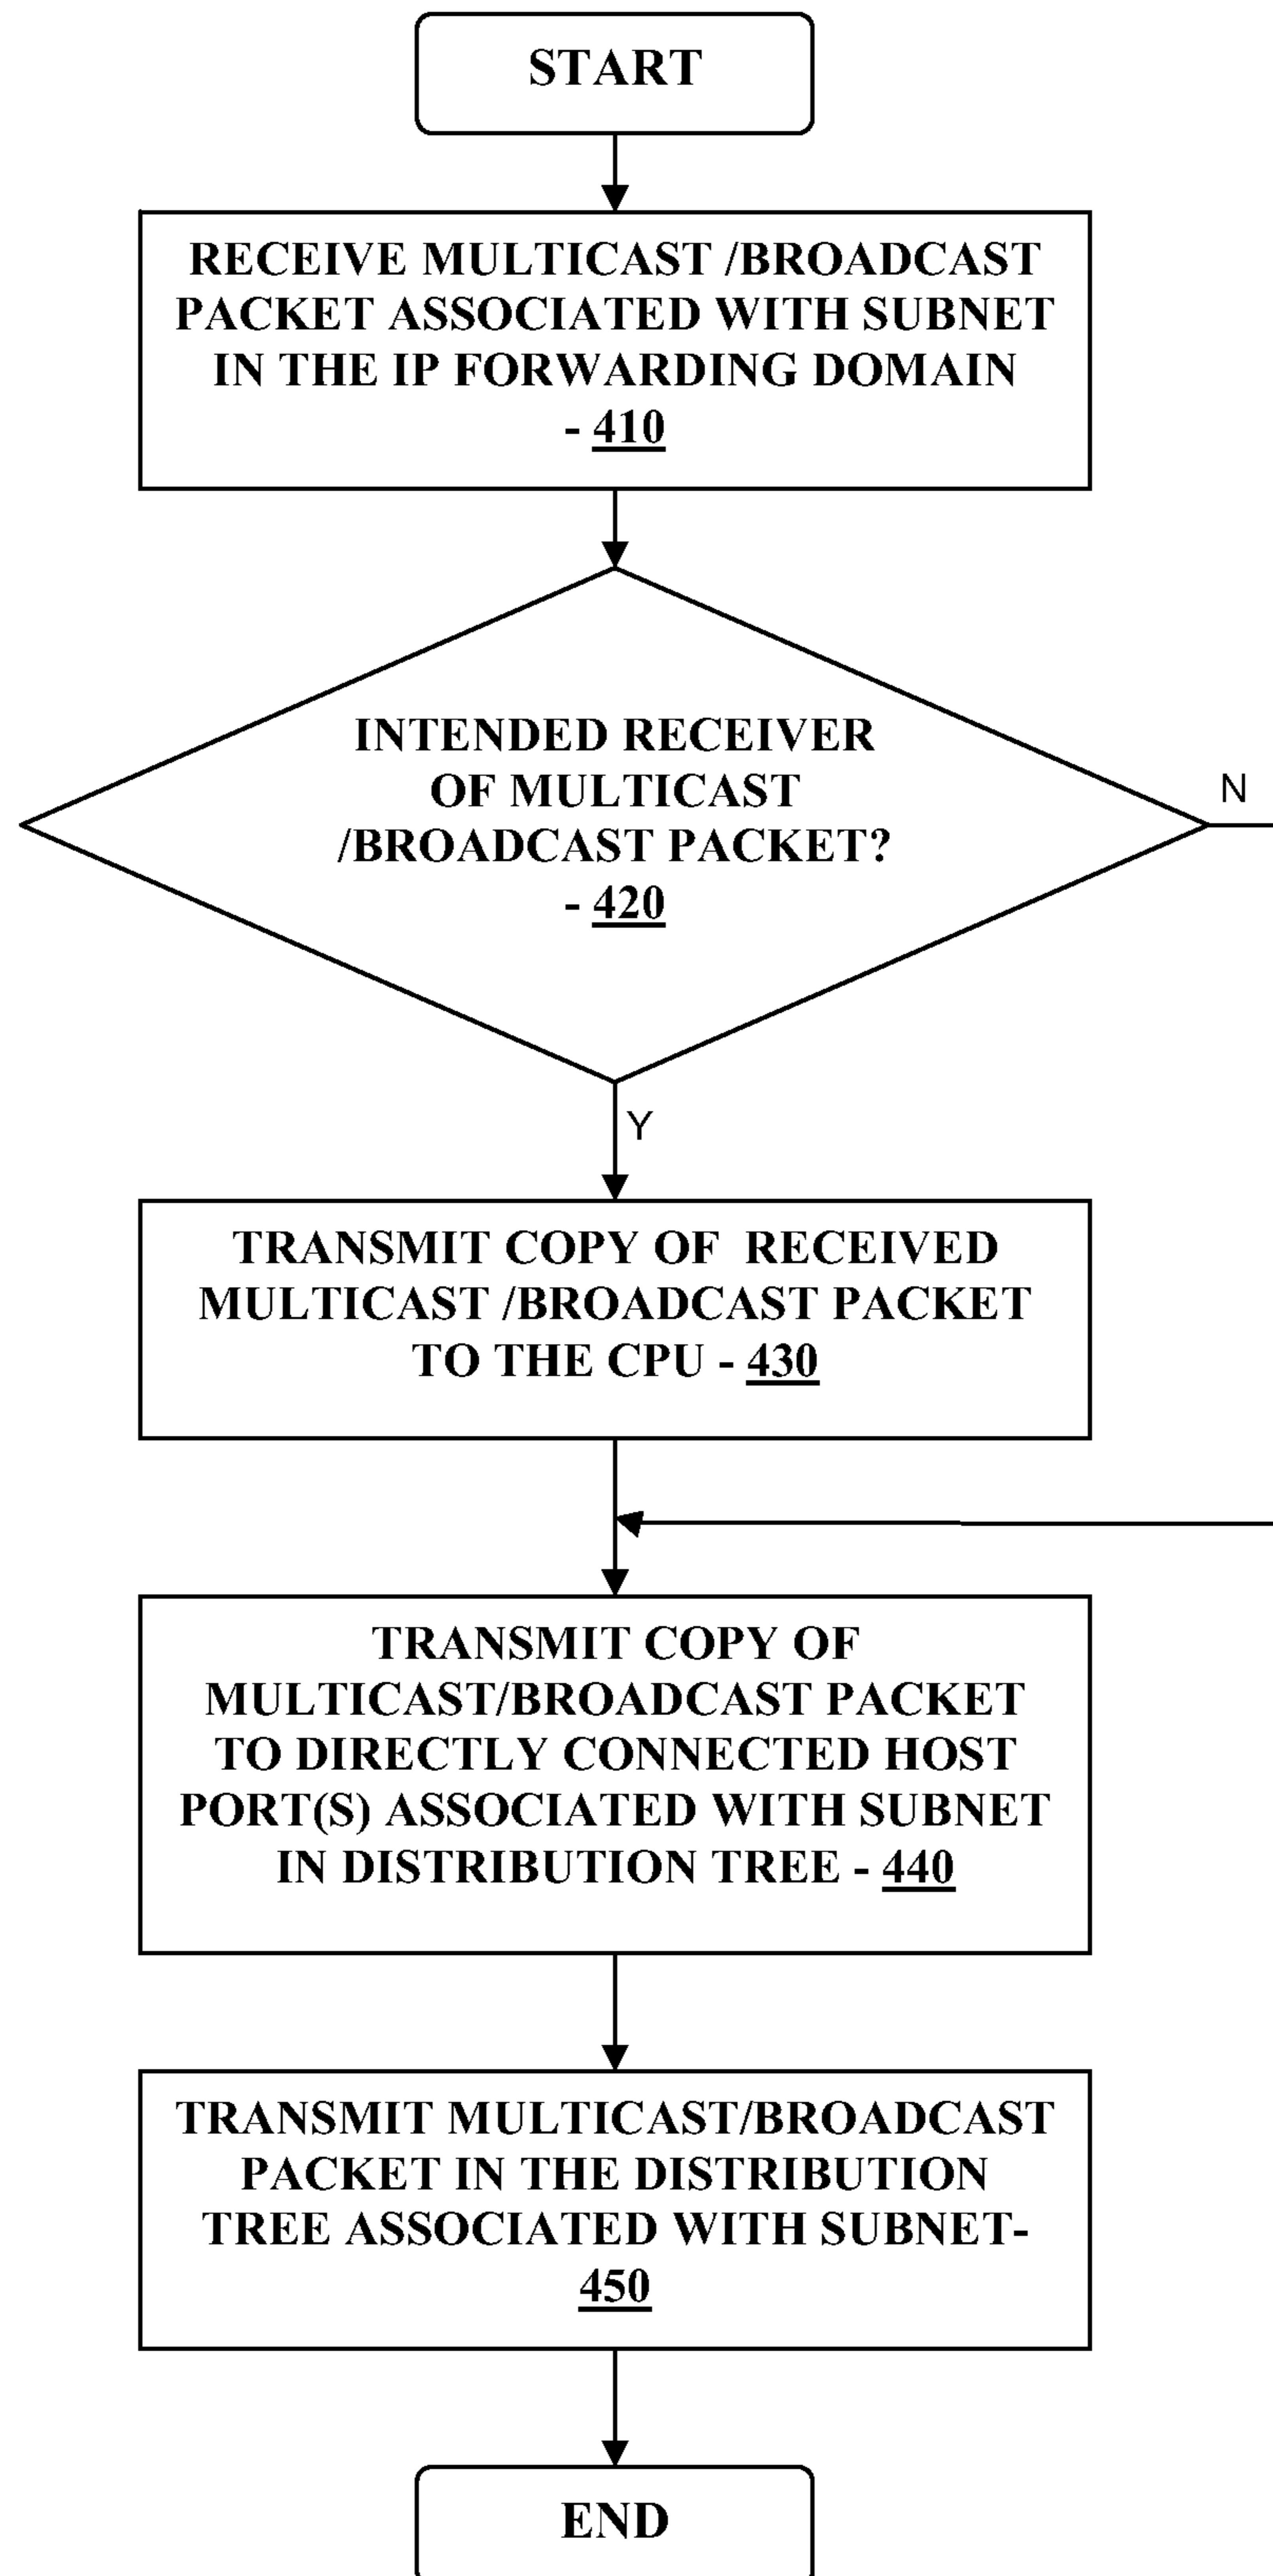 START
RECEIVE MULTICAST /BROADCAST
PACKET ASSOCIATED WITH SUBNET
IN THE IP FORWARDING DOMAIN
- 410
INTENDED RECEIVER
OF MULTICAST
/BROADCAST PACKET?
- 420
N
Y
TRANSMIT COPY OF RECEIVED
MULTICAST /BROADCAST PACKET
TO THE CPU - 430
TRANSMIT COPY OF
MULTICAST/BROADCAST PACKET
TO DIRECTLY CONNECTED HOST
PORT(S) ASSOCIATED WITH SUBNET
IN DISTRIBUTION TREE - 440
TRANSMIT MULTICAST/BROADCAST
PACKET IN THE DISTRIBUTION
TREE ASSOCIATED WITH SUBNET-
450
END